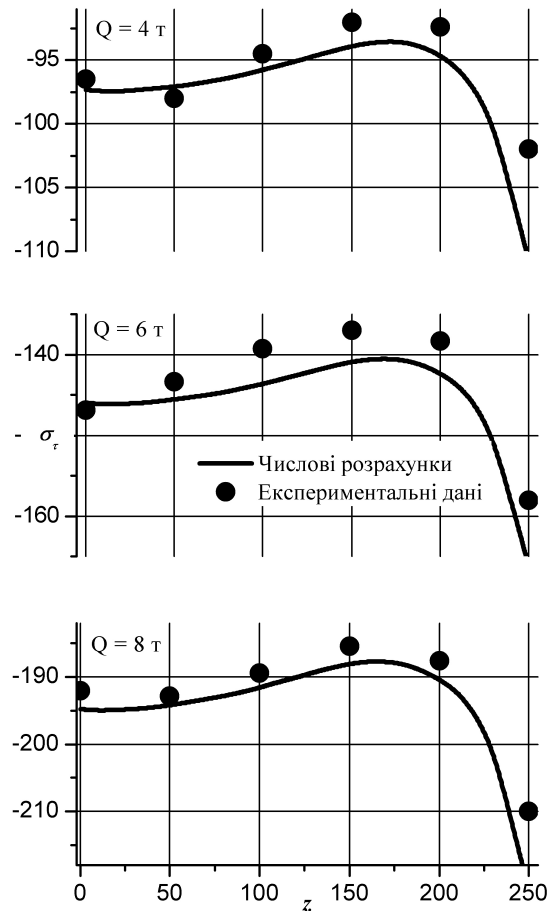 Q = 4 т
-95
-100
-105
-110
Q = 6 т
-140
σ_τ
Числові розрахунки
Експериментальні дані
-160
Q = 8 т
-190
-200
-210
0 50 100 150 200 250
z